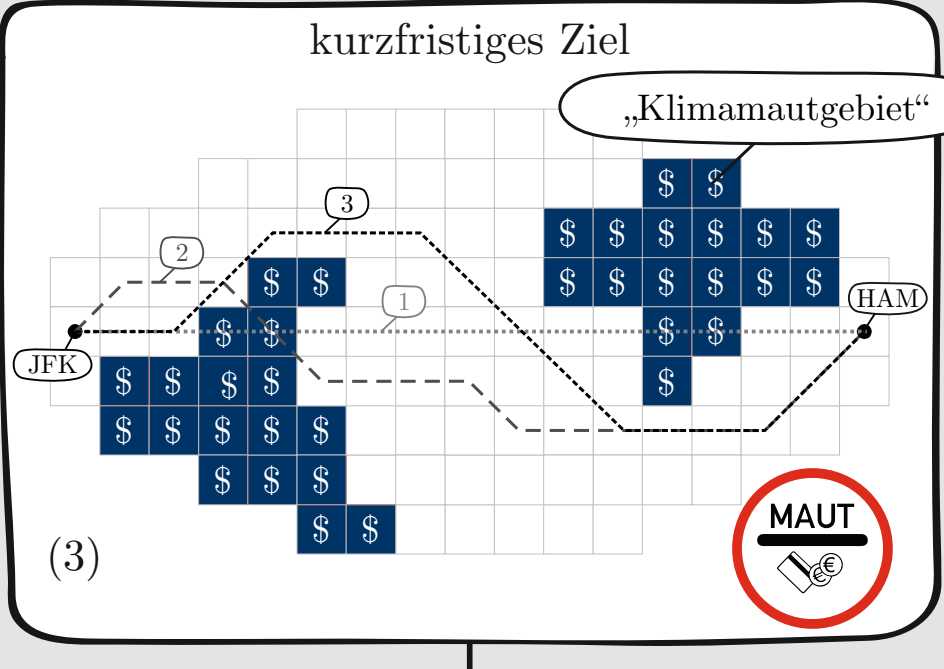 kurzfristiges Ziel
„Klimamautgebiet“
$ $
3
$ $ $ $ $ $
2
$ $ $ $ $ $ $ $
1
HAM
$ $ $ $
JFK
$ $ $ $ $
$ $ $ $ $
$ $ $
MAUT
$ $
(3)
€ €